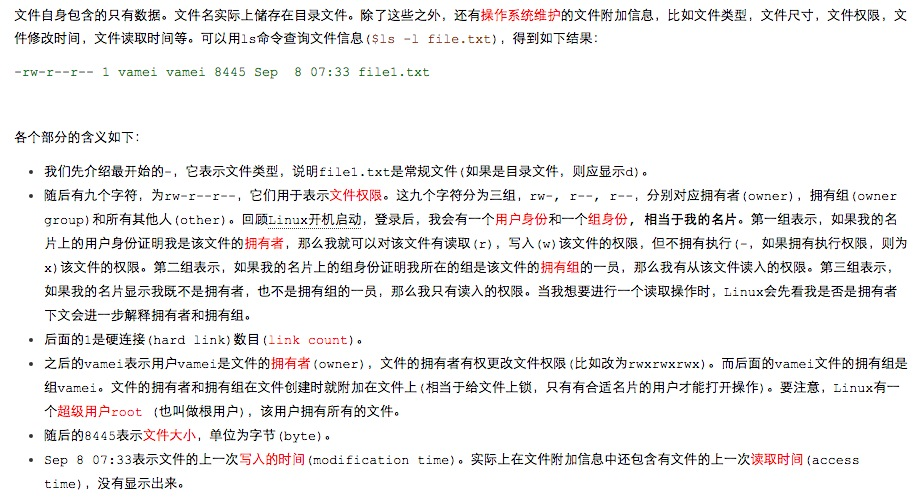 文件自身包含的只有数据。文件名实际上储存在目录文件。除了这些之外，还有操作系统维护的文件附加信息，比如文件类型，文件尺寸，文件权限，文
件修改时间，文件读取时间等。可以用ls命令查询文件信息($ls -l file.txt)，得到如下结果：
-rw-r--r-- 1 vamei vamei 8445 Sep  8 07:33 file1.txt
各个部分的含义如下：
• 我们先介绍最开始的-，它表示文件类型，说明file1.txt是常规文件(如果是目录文件，则应显示d)。
• 随后有九个字符，为rw-r--r--，它们用于表示文件权限。这九个字符分为三组，rw-, r--, r--，分别对应拥有者(owner)，拥有组(owner
group)和所有其他人(other)。回顾Linux开机启动，登录后，我会有一个用户身份和一个组身份, 相当于我的名片。第一组表示，如果我的名
片上的用户身份证明我是该文件的拥有者，那么我就可以对该文件有读取(r)，写入(w)该文件的权限，但不拥有执行(-，如果拥有执行权限，则为
x)该文件的权限。第二组表示，如果我的名片上的组身份证明我所在的组是该文件的拥有组的一员，那么我有从该文件读入的权限。第三组表示，
如果我的名片显示我既不是拥有者，也不是拥有组的一员，那么我只有读入的权限。当我想要进行一个读取操作时，Linux会先看我是否是拥有者
下文会进一步解释拥有者和拥有组。
• 后面的1是硬连接(hard link)数目(link count)。
• 之后的vamei表示用户vamei是文件的拥有者(owner)，文件的拥有者有权更改文件权限(比如改为rwxrwxrwx)。而后面的vamei文件的拥有组是
组vamei。文件的拥有者和拥有组在文件创建时就附加在文件上(相当于给文件上锁，只有有合适名片的用户才能打开操作)。要注意，Linux有一
个超级用户root (也叫做根用户)，该用户拥有所有的文件。
• 随后的8445表示文件大小，单位为字节(byte)。
• Sep 8 07:33表示文件的上一次写入的时间(modification time)。实际上在文件附加信息中还包含有文件的上一次读取时间(access
time)，没有显示出来。